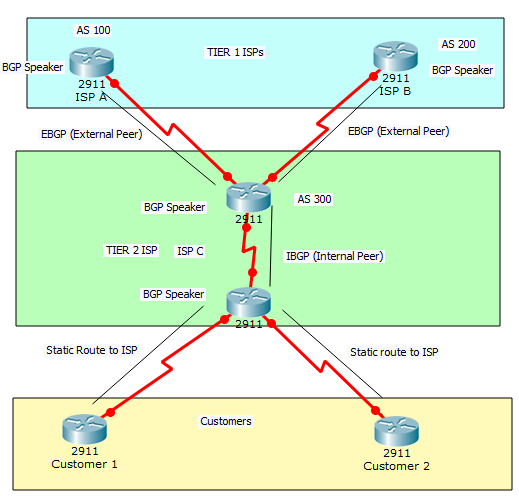 AS 100
TIER 1 ISPs
AS 200
BGP Speaker
BGP Speaker
2911
ISP A
2911
ISP B
EBGP (External Peer)
EBGP (External Peer)
BGP Speaker
2911
AS 300
TIER 2 ISP
ISP C
IBGP (Internal Peer)
BGP Speaker
2911
Static Route to ISP
Static route to ISP
Customers
2911
Customer 1
2911
Customer 2